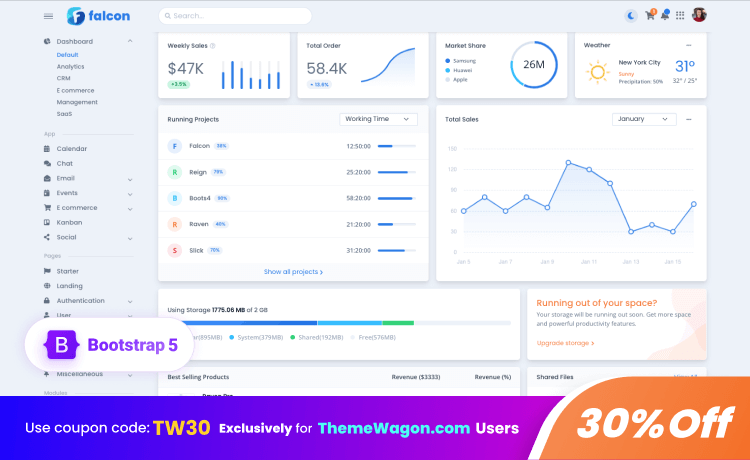 falcon
Search...
Dashboard
Default
Analytics
CRM
E commerce
Management
SaaS
App
Calendar
Chat
Email
Events
E commerce
Kanban
Social
Pages
Starter
Landing
Authentication
User
Miscellaneous
Modules
Weekly Sales
$47K
+3.5%
Total Order
58.4K
+ 13.6%
Market Share
Samsung
Huawei
Apple
26M
Weather
New York City
Sunny
Precipitation: 50%
31°
32° / 25°
Running Projects
Working Time
F Falcon 38% 12:50:00
R Reign 79% 25:20:00
B Boots4 90% 58:20:00
R Raven 40% 21:20:00
S Slick 70% 31:20:00
Show all projects
Total Sales
January
150
120
90
60
30
0
Jan 5 Jan 7 Jan 9 Jan 11 Jan 13 Jan 15
Using Storage 1775.06 MB of 2 GB
(895MB) System(379MB) Shared(192MB) Free(576MB)
Running out of your space?
Your storage will be running out soon. Get more space
and powerful productivity features.
Upgrade storage
B Bootstrap 5
Best Selling Products Revenue ($3333) Revenue (%)
Shared Files
Use coupon code: TW30 Exclusively for ThemeWagon.com Users
30% Off